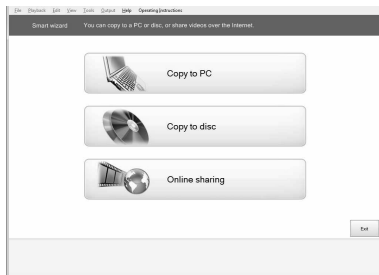 File Playback Edit View Tools Output Help Operating Instructions
Smart wizard You can copy to a PC or disc, or share videos over the Internet.
Copy to PC
Copy to disc
Online sharing
Exit